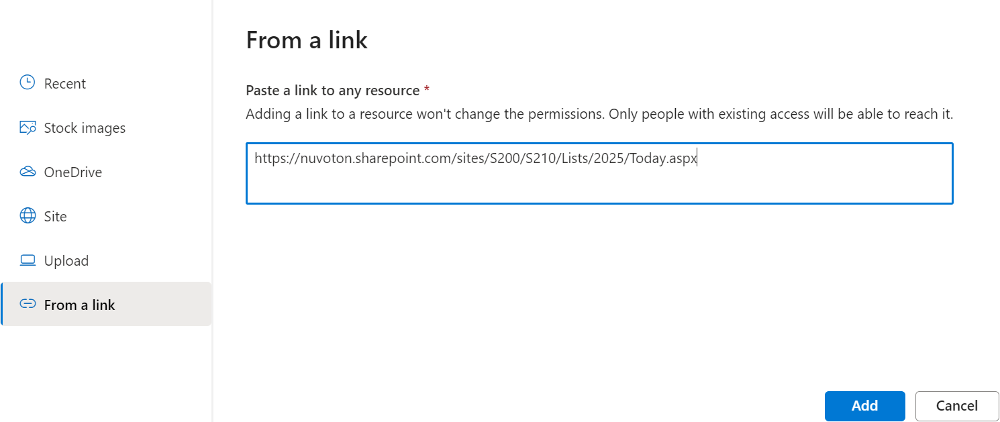 Recent
Stock images
OneDrive
Site
Upload
From a link
From a link
Paste a link to any resource *
Adding a link to a resource won't change the permissions. Only people with existing access will be able to reach it.
https://nuvoton.sharepoint.com/sites/S200/S210/Lists/2025/Today.aspx
Add
Cancel